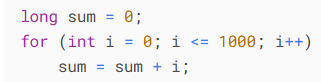 long sum = 0;
for (int i = 0; i <= 1000; i++)
    sum = sum + i;